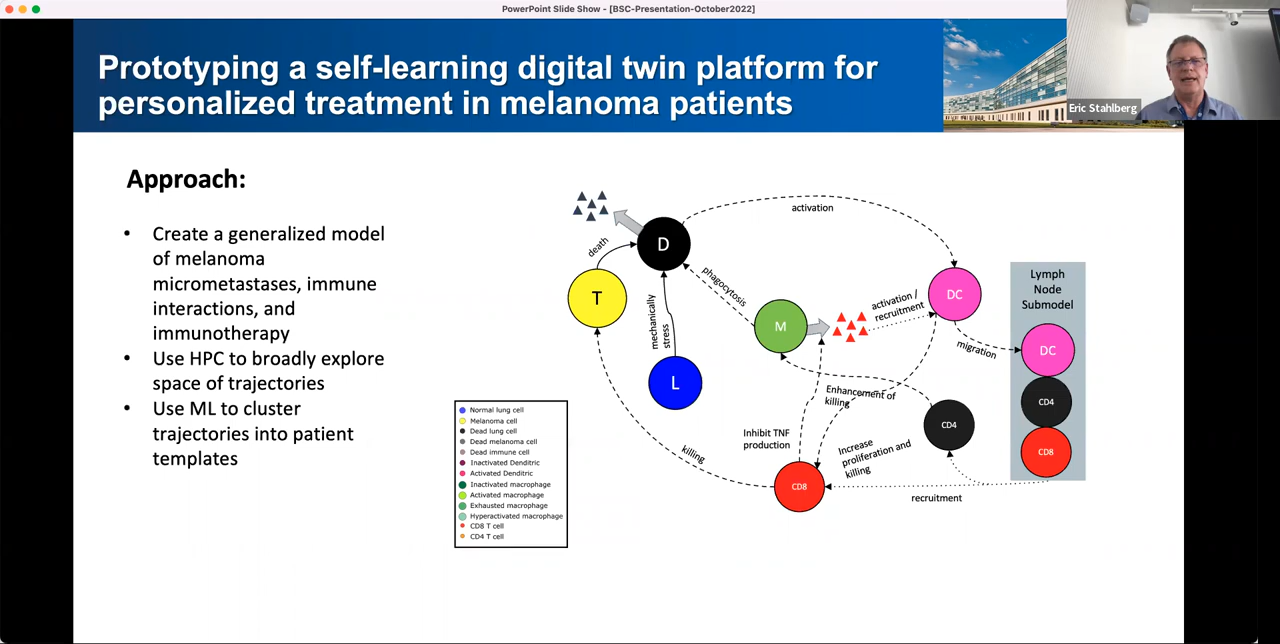 PowerPoint Slide Show - [BSC-Presentation-October2022]
Prototyping a self-learning digital twin platform for
personalized treatment in melanoma patients
Eric Stahlberg
Approach:
• Create a generalized model
of melanoma
micrometastases, immune
interactions, and
immunotherapy
• Use HPC to broadly explore
space of trajectories
• Use ML to cluster
trajectories into patient
templates
activation
death
D
T
phagocytosis
mechanically
stress
M
L
activation /
recruitment
DC
migration
Lymph
Node
Submodel
DC
CD4
CD8
Enhancement of
killing
CD4
Inhibit TNF
production
Increase
proliferation and
killing
killing
CD8
recruitment
Normal lung cell
Melanoma cell
Dead lung cell
Dead melanoma cell
Dead immune cell
Inactivated Denditric
Activated Denditric
Inactivated macrophage
Activated macrophage
Exhausted macrophage
Hyperactivated macrophage
CD8 T cell
CD4 T cell